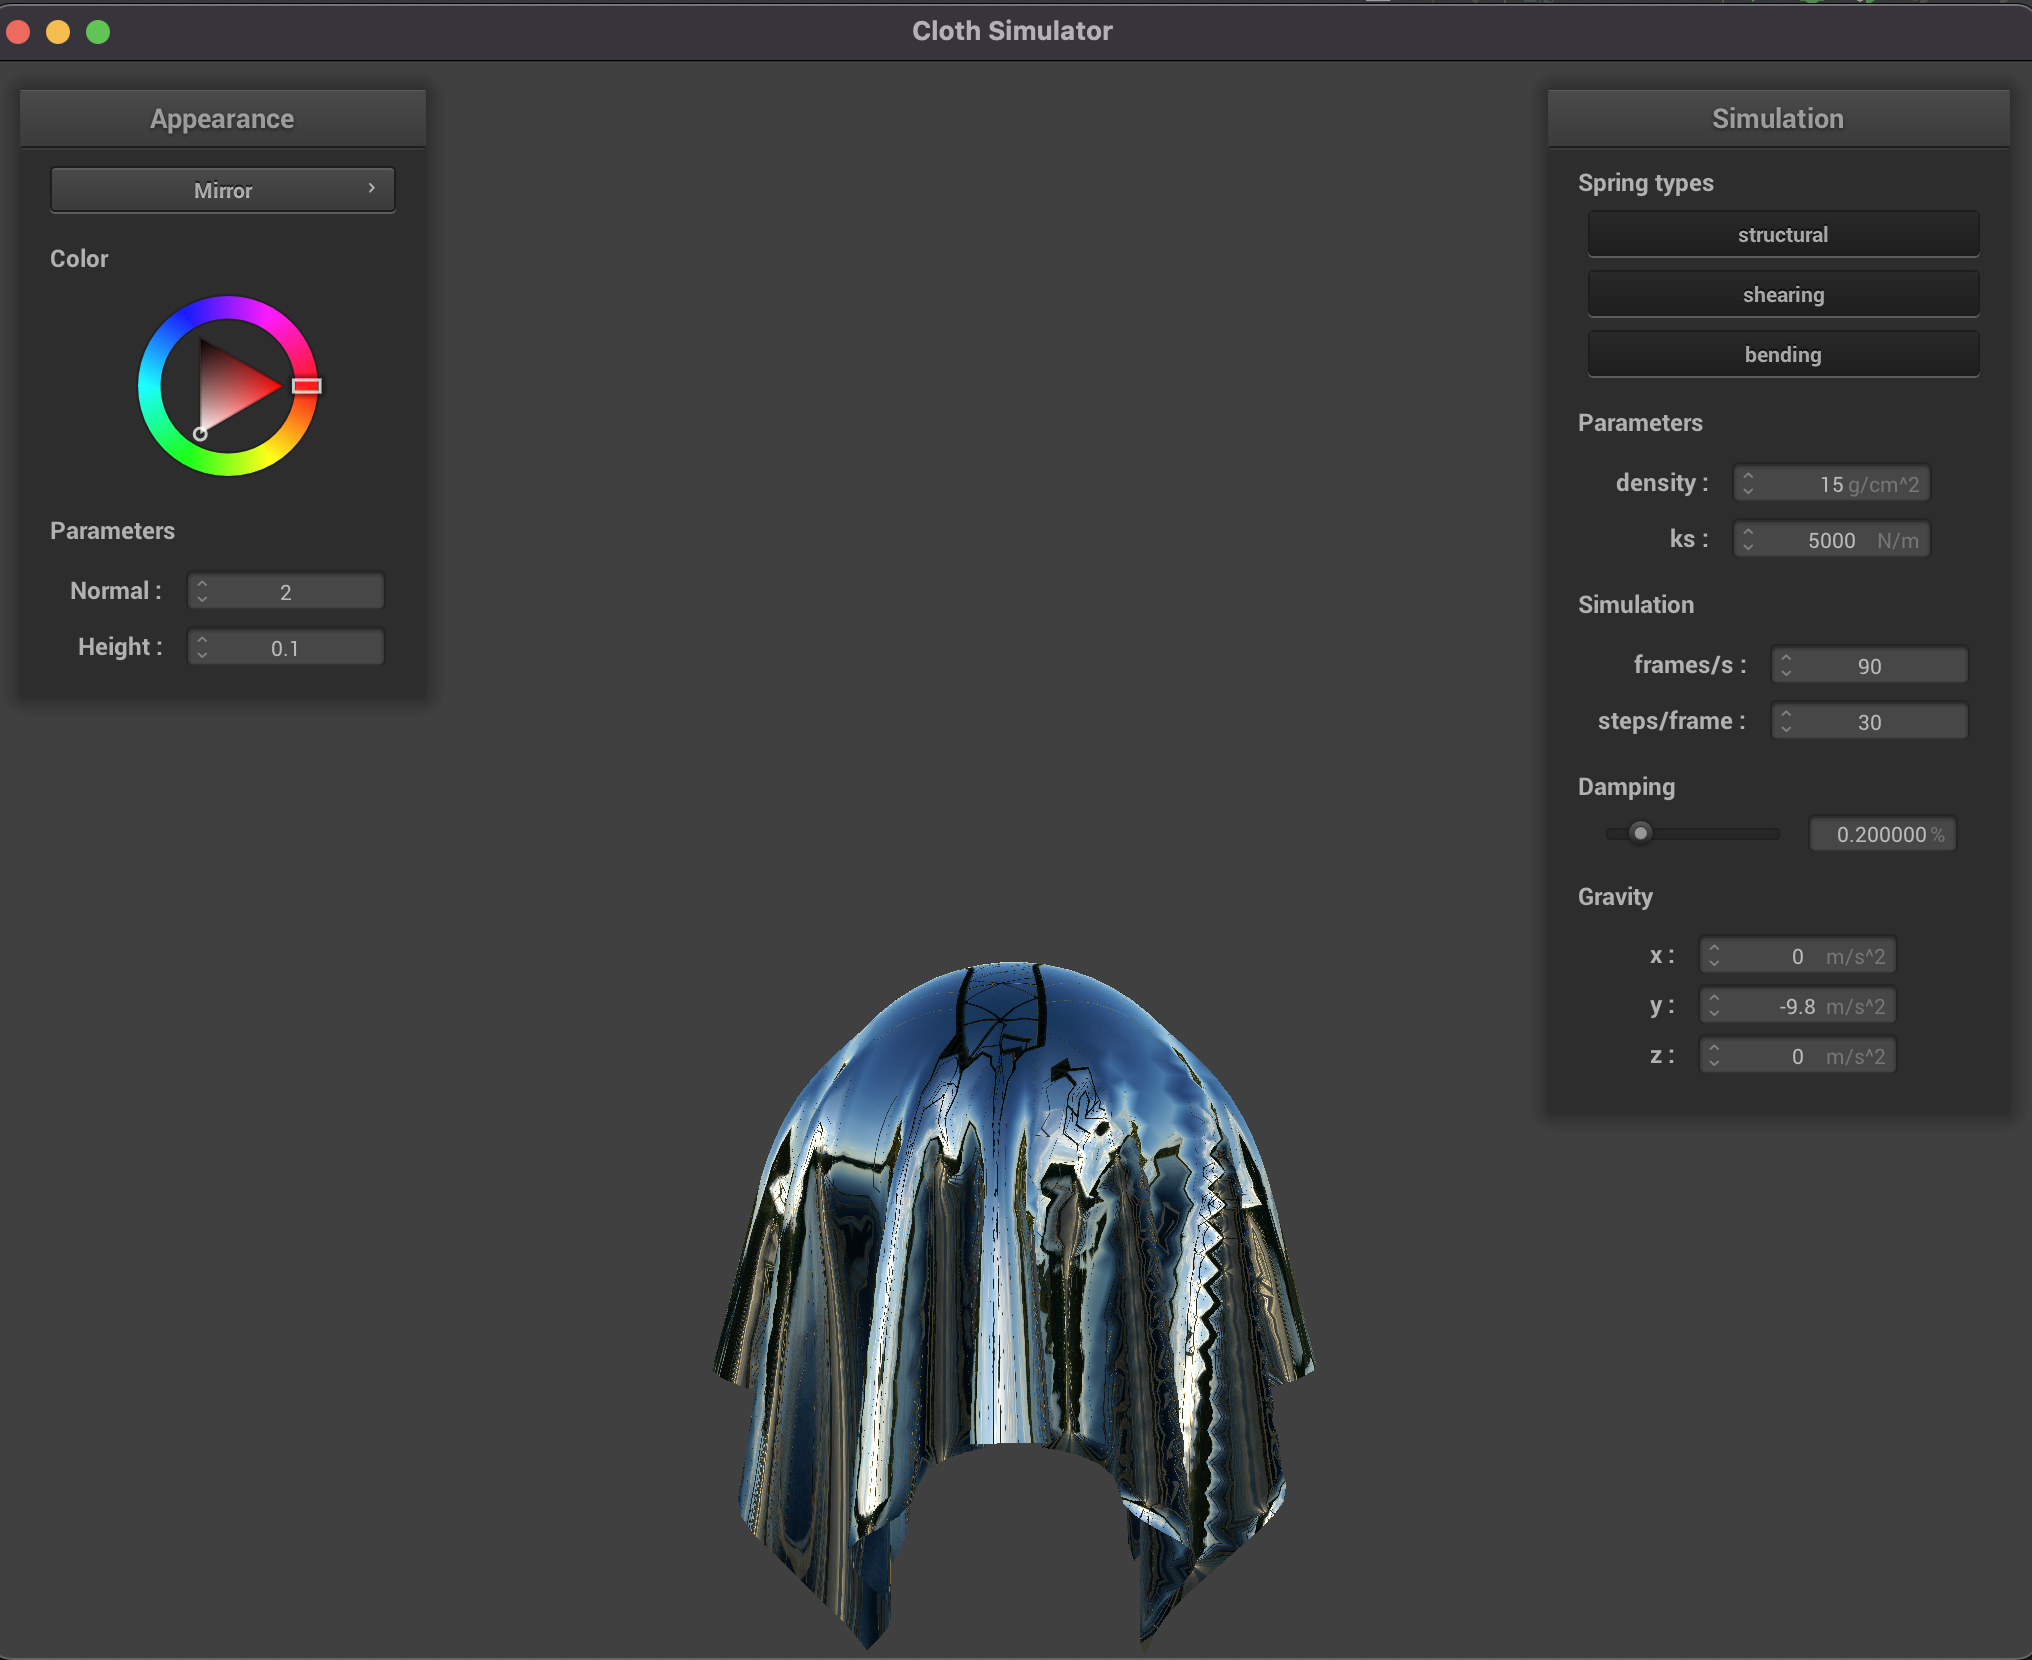 Cloth Simulator
Appearance
Mirror
Color
Parameters
Normal : 2
Height : 0.1
Simulation
Spring types
structural
shearing
bending
Parameters
density : 15 g/cm^2
ks : 5000 N/m
Simulation
frames/s : 90
steps/frame : 30
Damping
0.200000 %
Gravity
x : 0 m/s^2
y : -9.8 m/s^2
z : 0 m/s^2